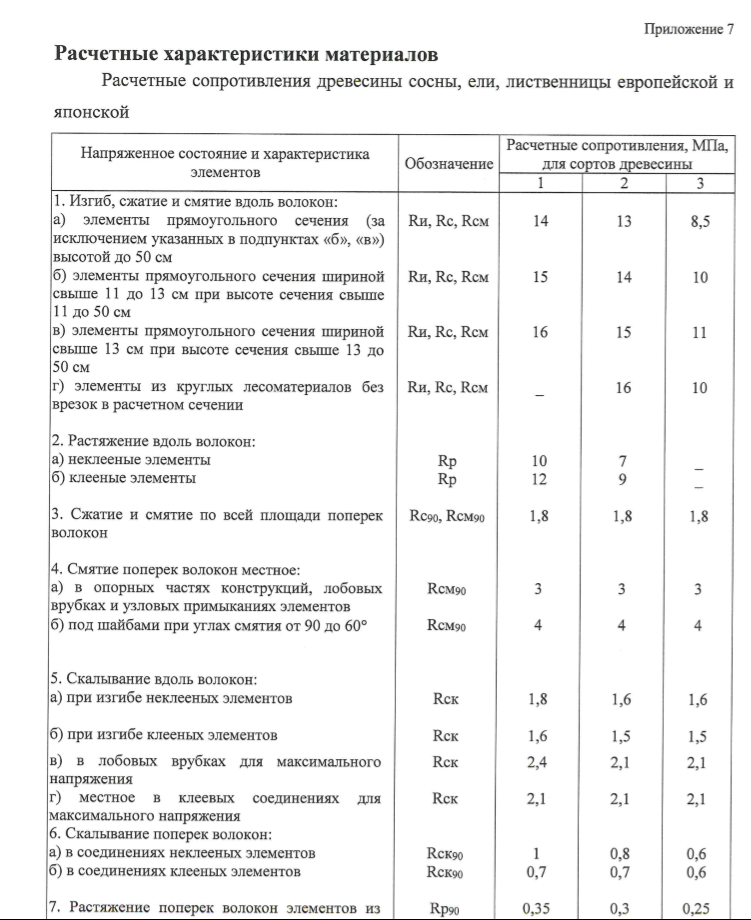 Приложение 7
Расчетные характеристики материалов
Расчетные сопротивления древесины сосны, ели, лиственницы европейской и
японской
Напряженное состояние и характеристика
элементов
Обозначение
Расчетные сопротивления, МПа,
для сортов древесины
1 2 3
1. Изгиб, сжатие и смятие вдоль волокон:
а) элементы прямоугольного сечения (за Rи, Rс, Rсм 14 13 8,5
исключением указанных в подпунктах «б», «в»)
высотой до 50 см
б) элементы прямоугольного сечения шириной Rи, Rс, Rсм 15 14 10
свыше 11 до 13 см при высоте сечения свыше
11 до 50 см
в) элементы прямоугольного сечения шириной Rи, Rс, Rсм 16 15 11
свыше 13 см при высоте сечения свыше 13 до
50 см
г) элементы из круглых лесоматериалов без Rи, Rс, Rсм – 16 10
врезок в расчетном сечении
2. Растяжение вдоль волокон:
а) неклееные элементы Rр 10 7 –
б) клееные элементы Rр 12 9 –
3. Сжатие и смятие по всей площади поперек Rс90, Rсм90 1,8 1,8 1,8
волокон
4. Смятие поперек волокон местное:
а) в опорных частях конструкций, лобовых Rсм90 3 3 3
врубках и узловых примыканиях элементов
б) под шайбами при углах смятия от 90 до 60° Rсм90 4 4 4
5. Скалывание вдоль волокон:
а) при изгибе неклееных элементов Rск 1,8 1,6 1,6
б) при изгибе клееных элементов Rск 1,6 1,5 1,5
в) в лобовых врубках для максимального Rск 2,4 2,1 2,1
напряжения
г) местное в клеевых соединениях для Rск 2,1 2,1 2,1
максимального напряжения
6. Скалывание поперек волокон:
а) в соединениях неклееных элементов Rск90 1 0,8 0,6
б) в соединениях клееных элементов Rск90 0,7 0,7 0,6
7. Растяжение поперек волокон элементов из Rр90 0,35 0,3 0,25